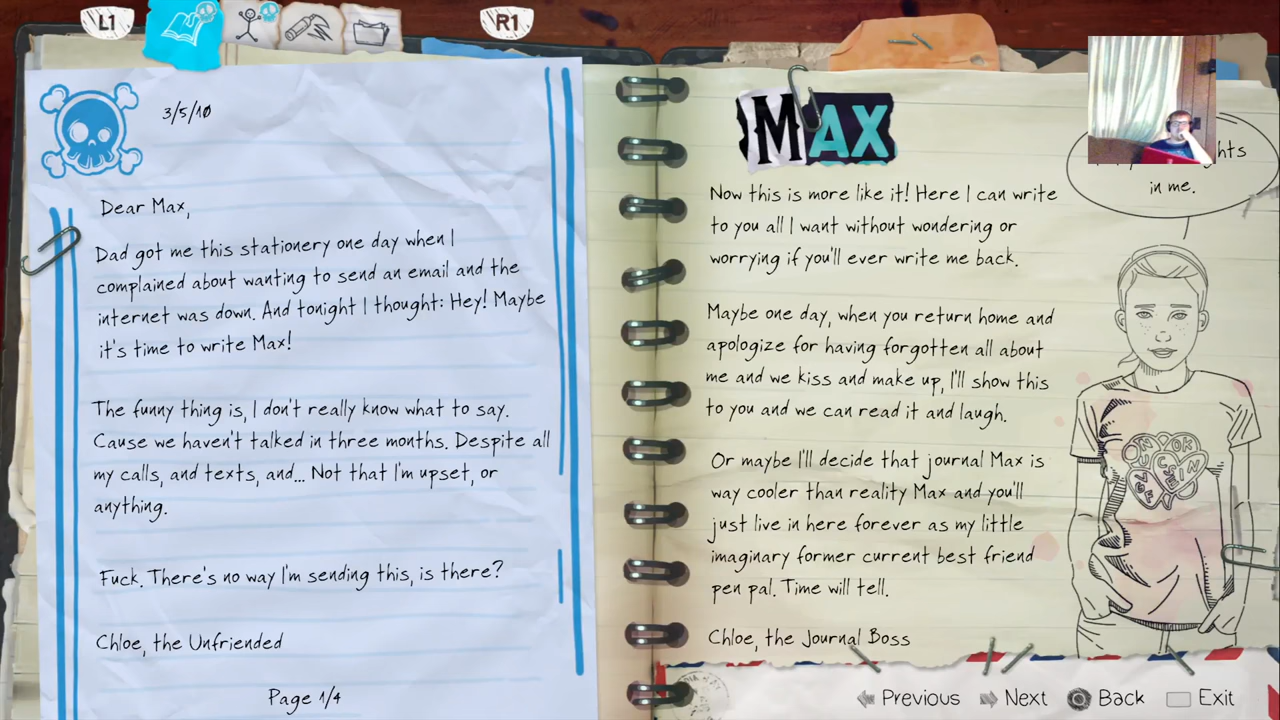 L1
R1
3/5/10
Dear Max,
Dad got me this stationery one day when I
complained about wanting to send an email and the
internet was down. And tonight I thought: Hey! Maybe
it's time to write Max!
The funny thing is, I don't really know what to say.
Cause we haven't talked in three months. Despite all
my calls, and texts, and... Not that I'm upset, or
anything.
Fuck. There's no way I'm sending this, is there?
Chloe, the Unfriended
Page 1/4
MAX
Now this is more like it! Here I can write
to you all I want without wondering or
worrying if you'll ever write me back.
Maybe one day, when you return home and
apologize for having forgotten all about
me and we kiss and make up, I'll show this
to you and we can read it and laugh.
Or maybe I'll decide that journal Max is
way cooler than reality Max and you'll
just live in here forever as my little
imaginary former current best friend
pen pal. Time will tell.
Chloe, the Journal Boss
in me.
Previous
Next
Back
Exit